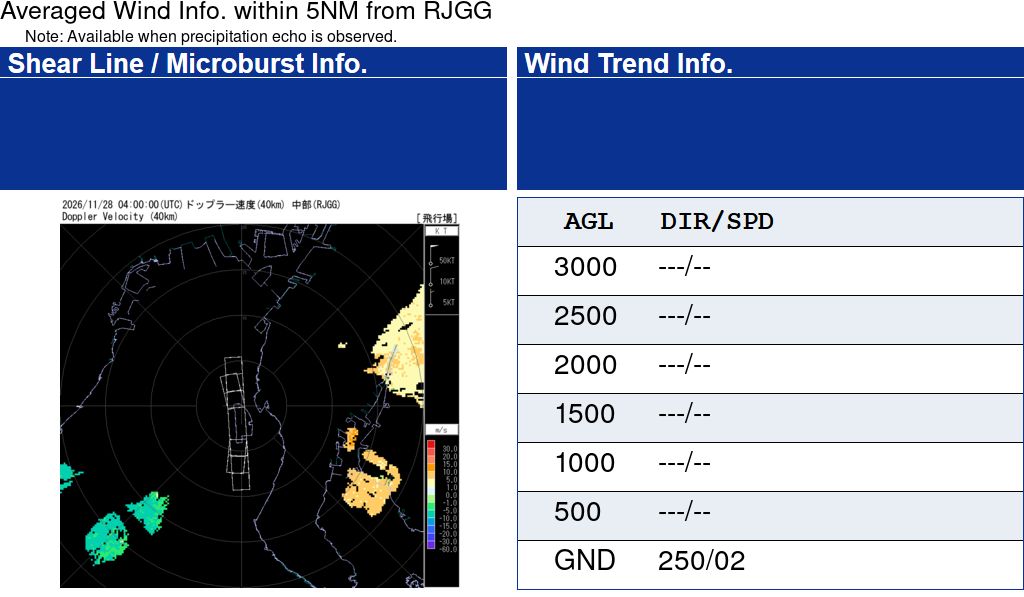 Averaged Wind Info. within 5NM from RJGG
Note: Available when precipitation echo is observed.
Shear Line / Microburst Info.
Wind Trend Info.
2026/11/28 04:00:00(UTC) ドップラー速度(40km) 中部(RJGG)
Doppler Velocity (40km)
[飛行場]
K T
50KT
10KT
5KT
m/s
30.0
20.0
15.0
10.0
5.0
1.0
0.0
-1.0
-5.0
-10.0
-15.0
-20.0
-30.0
-60.0
AGL DIR/SPD
3000 ---/--
2500 ---/--
2000 ---/--
1500 ---/--
1000 ---/--
500 ---/--
GND 250/02